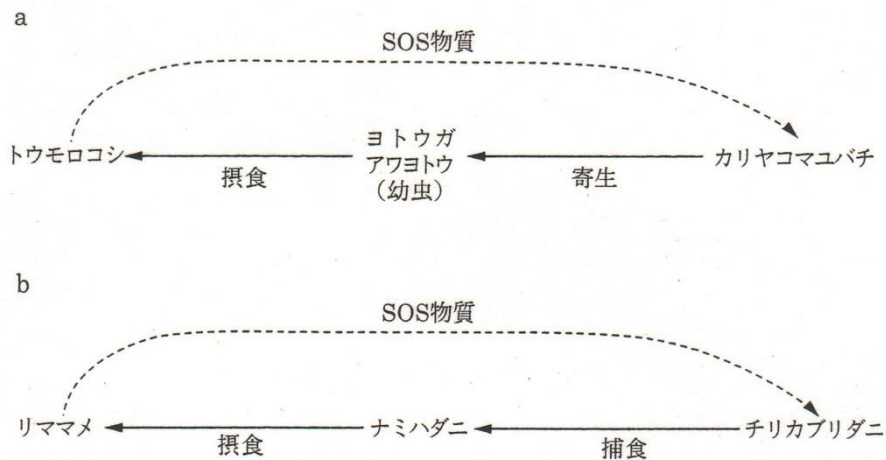 a
SOS物質
トウモロコシ
摂食
ヨトウガ
アワヨトウ
(幼虫)
寄生
カリヤコマユバチ
b
SOS物質
リママメ
摂食
ナミハダニ
捕食
チリカブリダニ